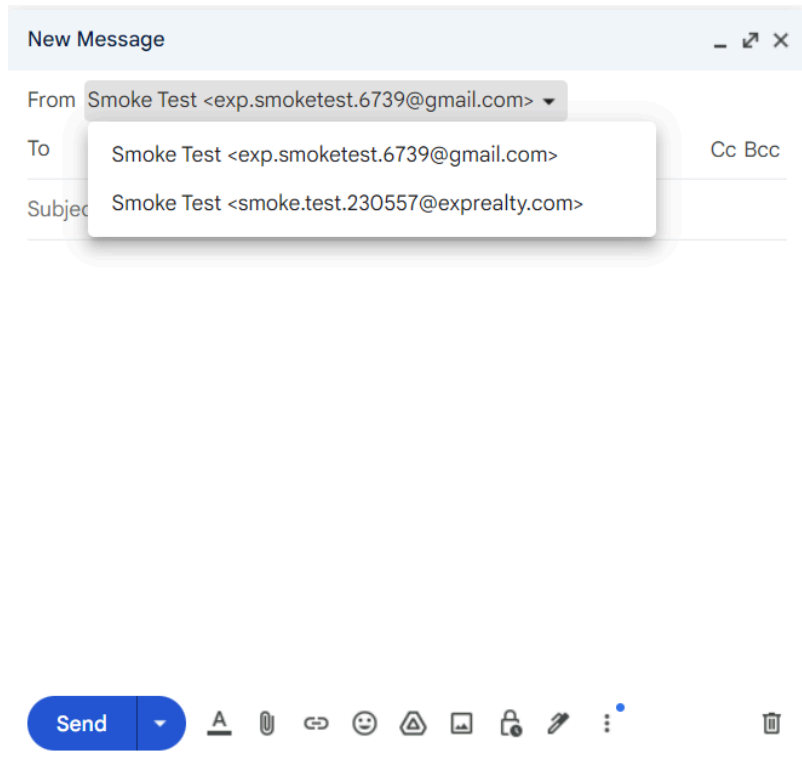 New Message
From Smoke Test <exp.smoketest.6739@gmail.com>
To
Cc Bcc
Smoke Test <exp.smoketest.6739@gmail.com>
Smoke Test <smoke.test.230557@exprealty.com>
Subjec
Send